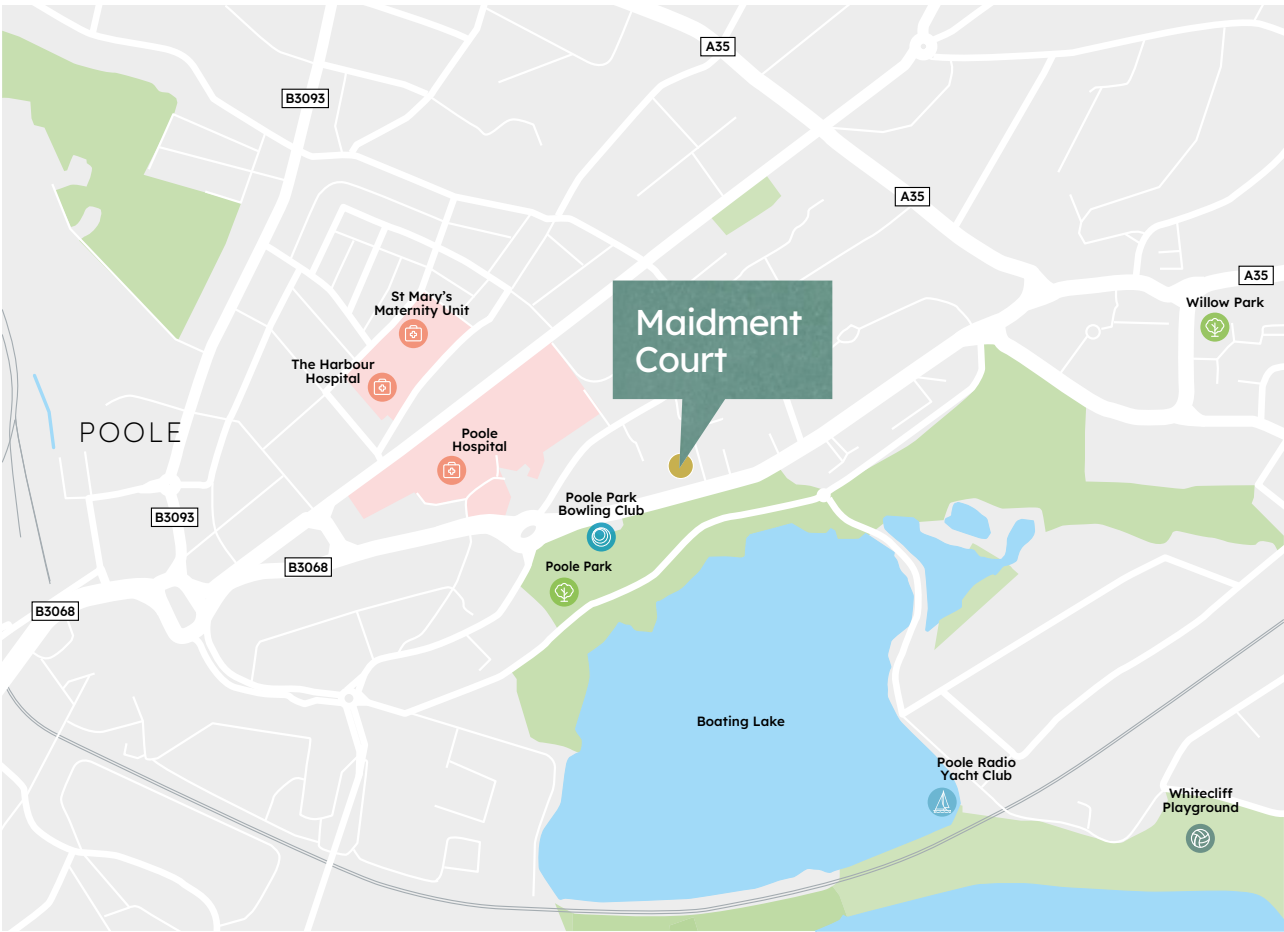 A35
B3093
A35
A35
Willow Park
St Mary's
Maternity Unit
Maidment
Court
The Harbour
Hospital
POOLE
Poole
Hospital
Poole Park
Bowling Club
B3093
B3068
Poole Park
B3068
Boating Lake
Poole Radio
Yacht Club
Whitecliff
Playground